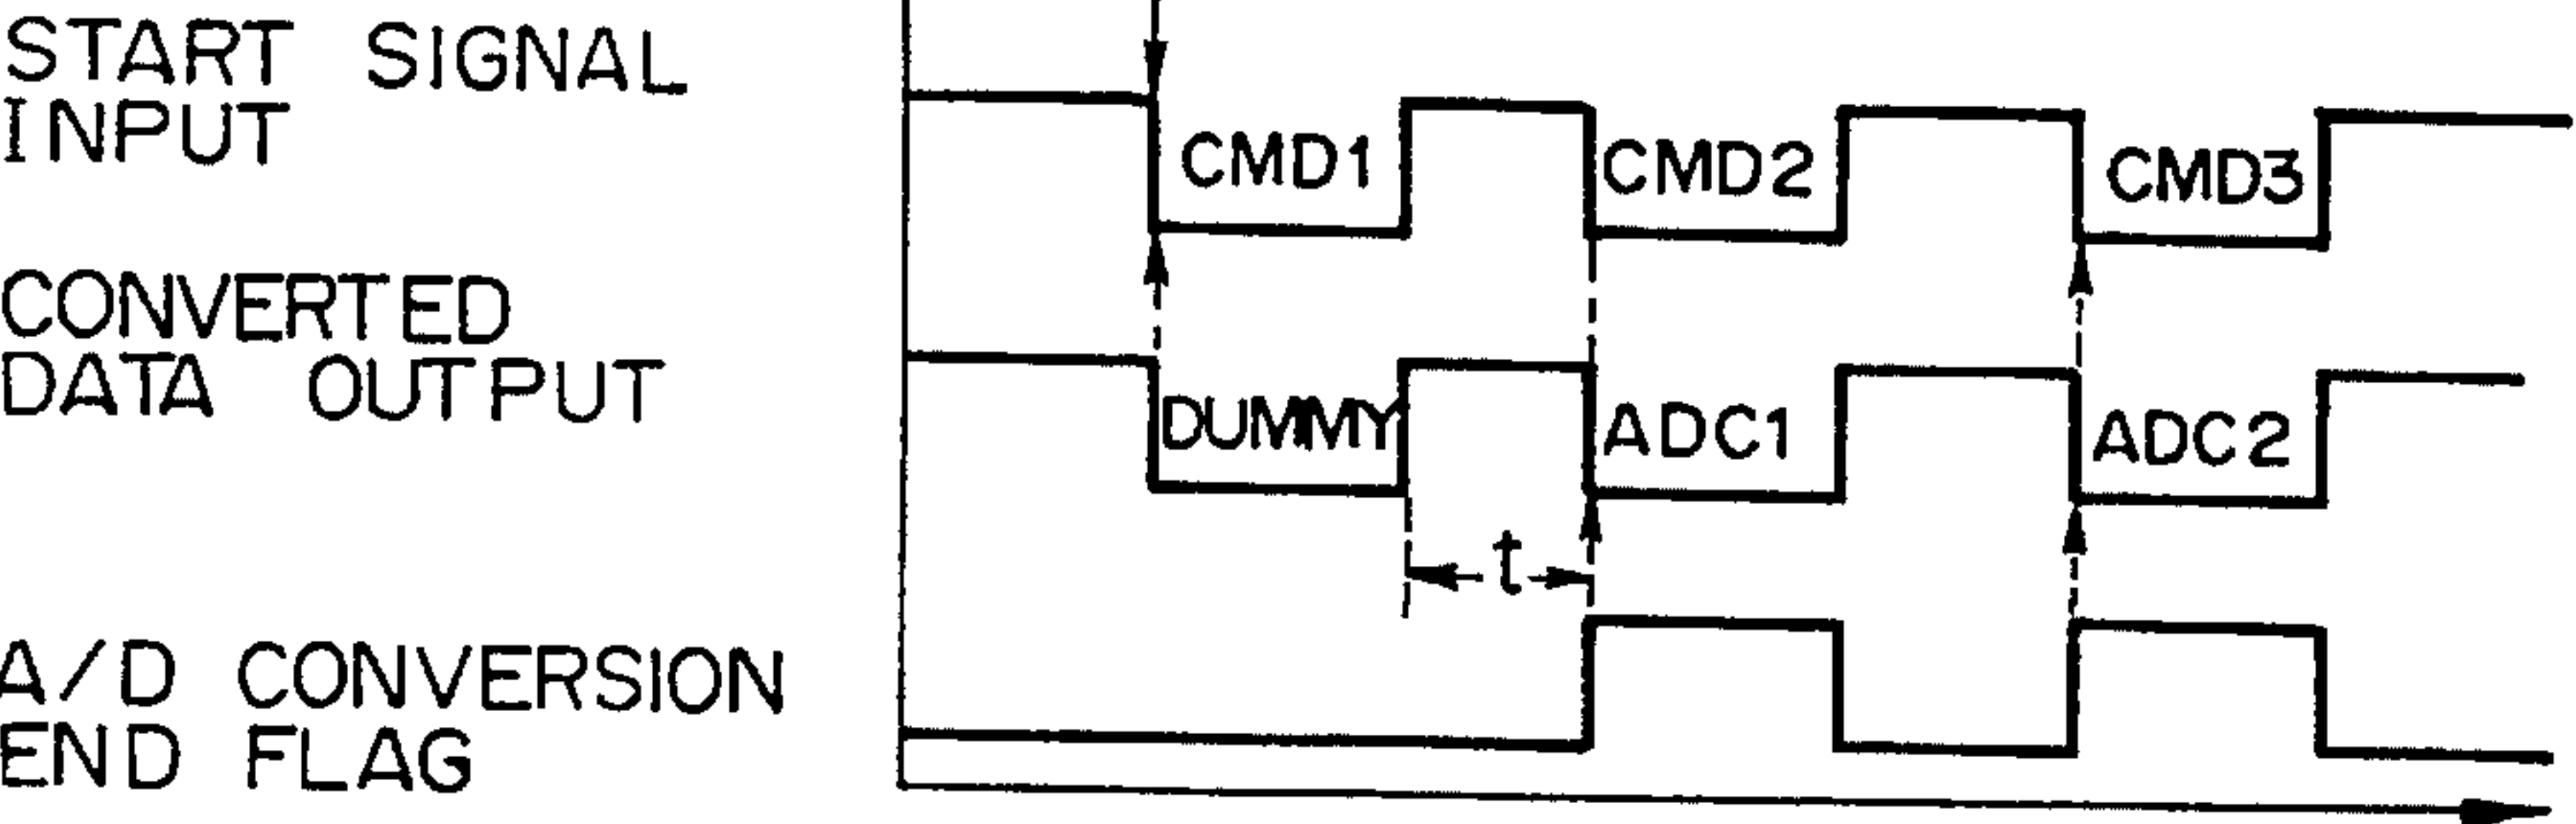 START SIGNAL
INPUT
CMD1 CMD2 CMD3
CONVERTED
DATA OUTPUT
DUMMY ADC1 ADC2
t
A/D CONVERSION
END FLAG